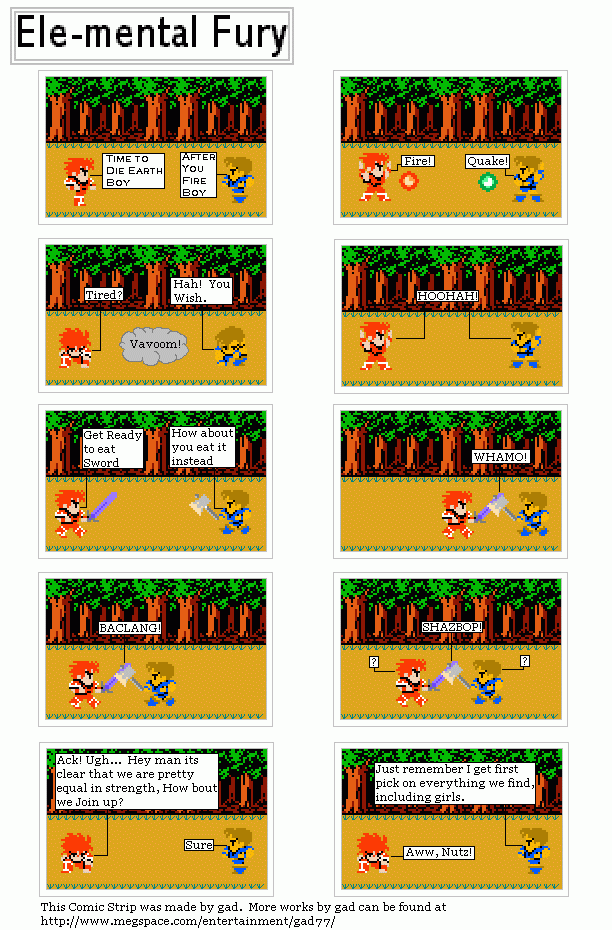 Ele-mental Fury
Time to
Die Earth
Boy
After
You
Fire
Boy
Fire!
Quake!
Tired?
Hah! You
Wish.
Vavoom!
HOOHAH!
Get Ready
to eat
Sword
How about
you eat it
instead
WHAMO!
BACLANG!
SHAZBOP!
?
?
Ack! Ugh... Hey man its
clear that we are pretty
equal in strength, How bout
we Join up?
Sure
Just remember I get first
pick on everything we find,
including girls.
Aww, Nutz!
This Comic Strip was made by gad. More works by gad can be found at
http://www.megspace.com/entertainment/gad77/